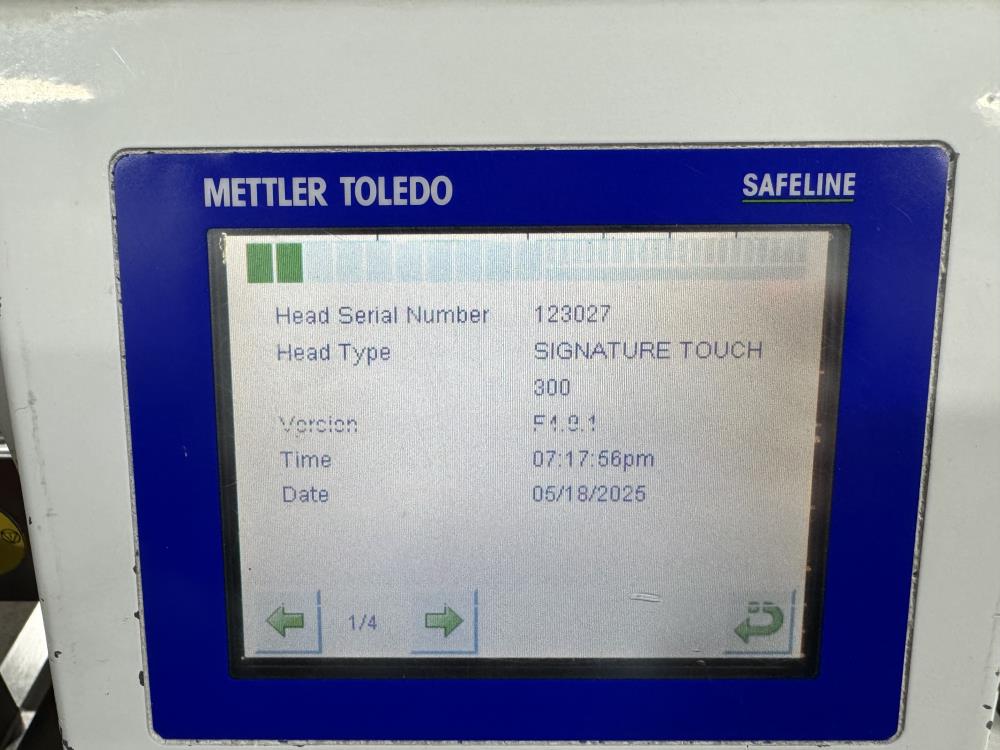 METTLER TOLEDO
SAFELINE
Head Serial Number 123027
Head Type SIGNATURE TOUCH
300
Version
Time 07:17:56pm
Date 05/18/2025
1/4